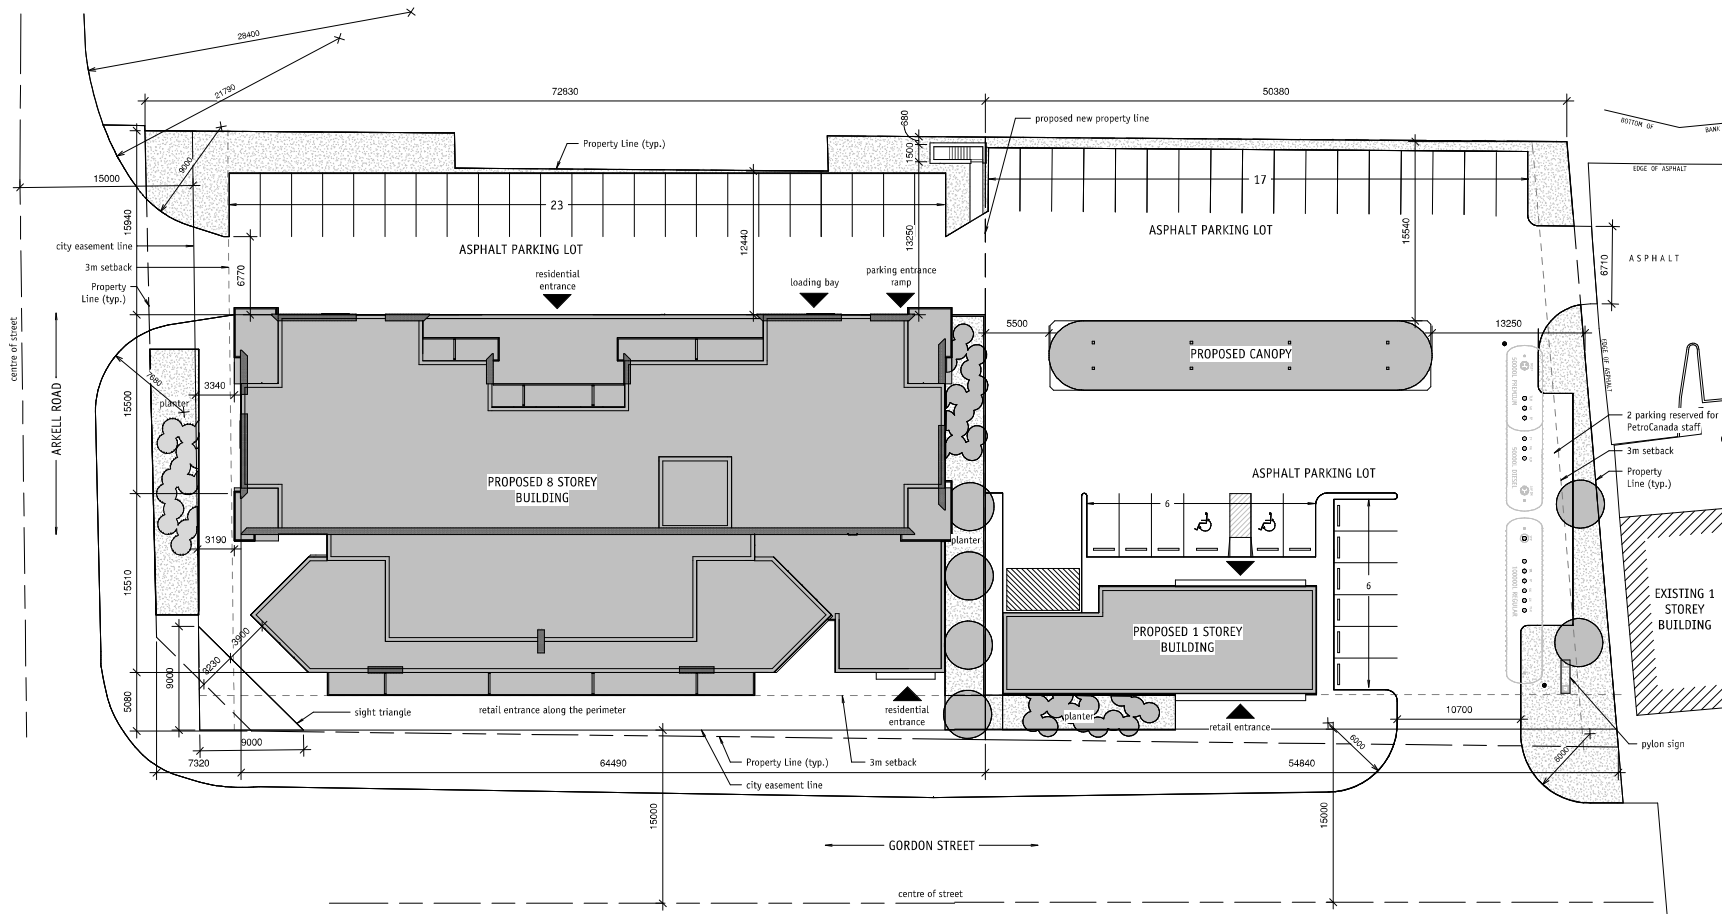 28400
21790
9000
72830
50380
680
1500
proposed new property line
BOTTOM OF
BANK
Property Line (typ.)
EDGE OF ASPHALT
15000
15940
23
17
city easement line
ASPHALT PARKING LOT
12440
13250
ASPHALT PARKING LOT
15540
ASPHALT
6710
3m setback
6770
residential
entrance
loading bay
parking entrance
ramp
Property
Line (typ.)
centre of street
ARKELL ROAD
7680
3340
planter
15500
5500
PROPOSED CANOPY
13250
EDGE OF ASPHALT
2 parking reserved for
PetroCanada staff
3m setback
Property
Line (typ.)
PROPOSED 8 STOREY
BUILDING
ASPHALT PARKING LOT
6
planter
3190
15510
6
EXISTING 1
STOREY
BUILDING
PROPOSED 1 STOREY
BUILDING
3900
3230
9000
5080
sight triangle
retail entrance along the perimeter
residential
entrance
planter
retail entrance
10700
6000
6000
pylon sign
9000
7320
64490
Property Line (typ.)
3m setback
54840
city easement line
15000
15000
GORDON STREET
centre of street